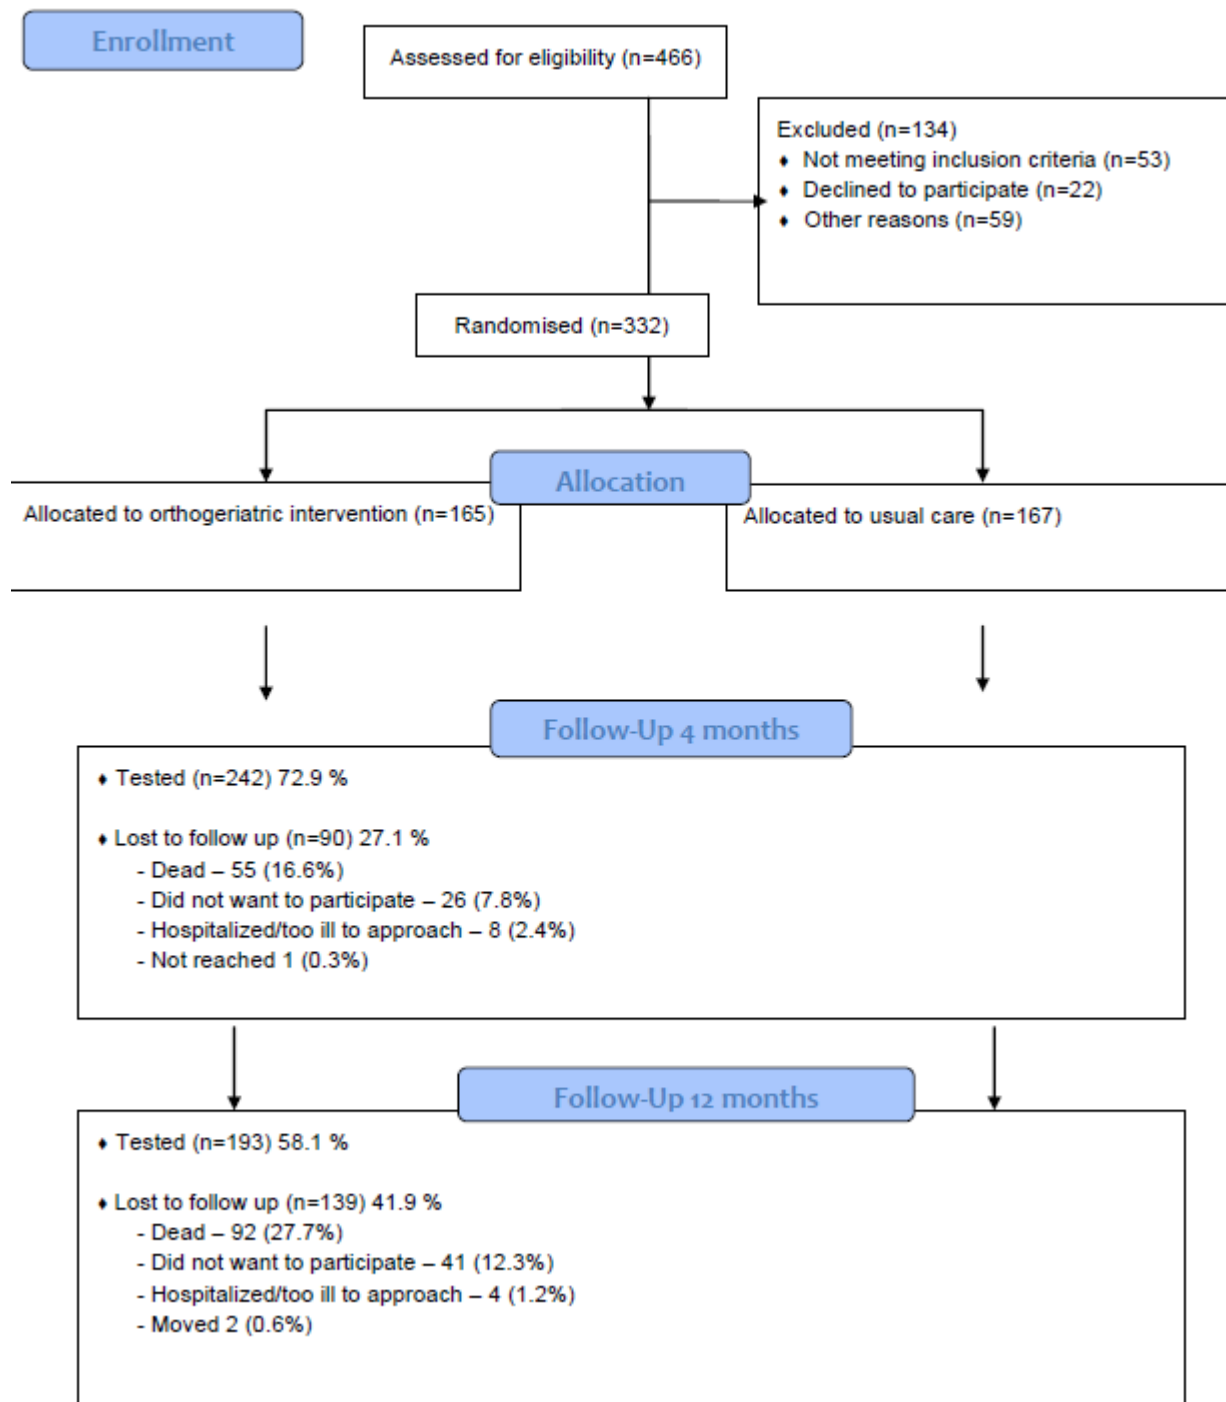 Enrollment
Assessed for eligibility (n=466)
Excluded (n=134)
♦ Not meeting inclusion criteria (n=53)
♦ Declined to participate (n=22)
♦ Other reasons (n=59)
Randomised (n=332)
Allocation
Allocated to orthogeriatric intervention (n=165)
Allocated to usual care (n=167)
Follow-Up 4 months
♦ Tested (n=242) 72.9 %
♦ Lost to follow up (n=90) 27.1 %
- Dead – 55 (16.6%)
- Did not want to participate – 26 (7.8%)
- Hospitalized/too ill to approach – 8 (2.4%)
- Not reached 1 (0.3%)
Follow-Up 12 months
♦ Tested (n=193) 58.1 %
♦ Lost to follow up (n=139) 41.9 %
- Dead – 92 (27.7%)
- Did not want to participate – 41 (12.3%)
- Hospitalized/too ill to approach – 4 (1.2%)
- Moved 2 (0.6%)